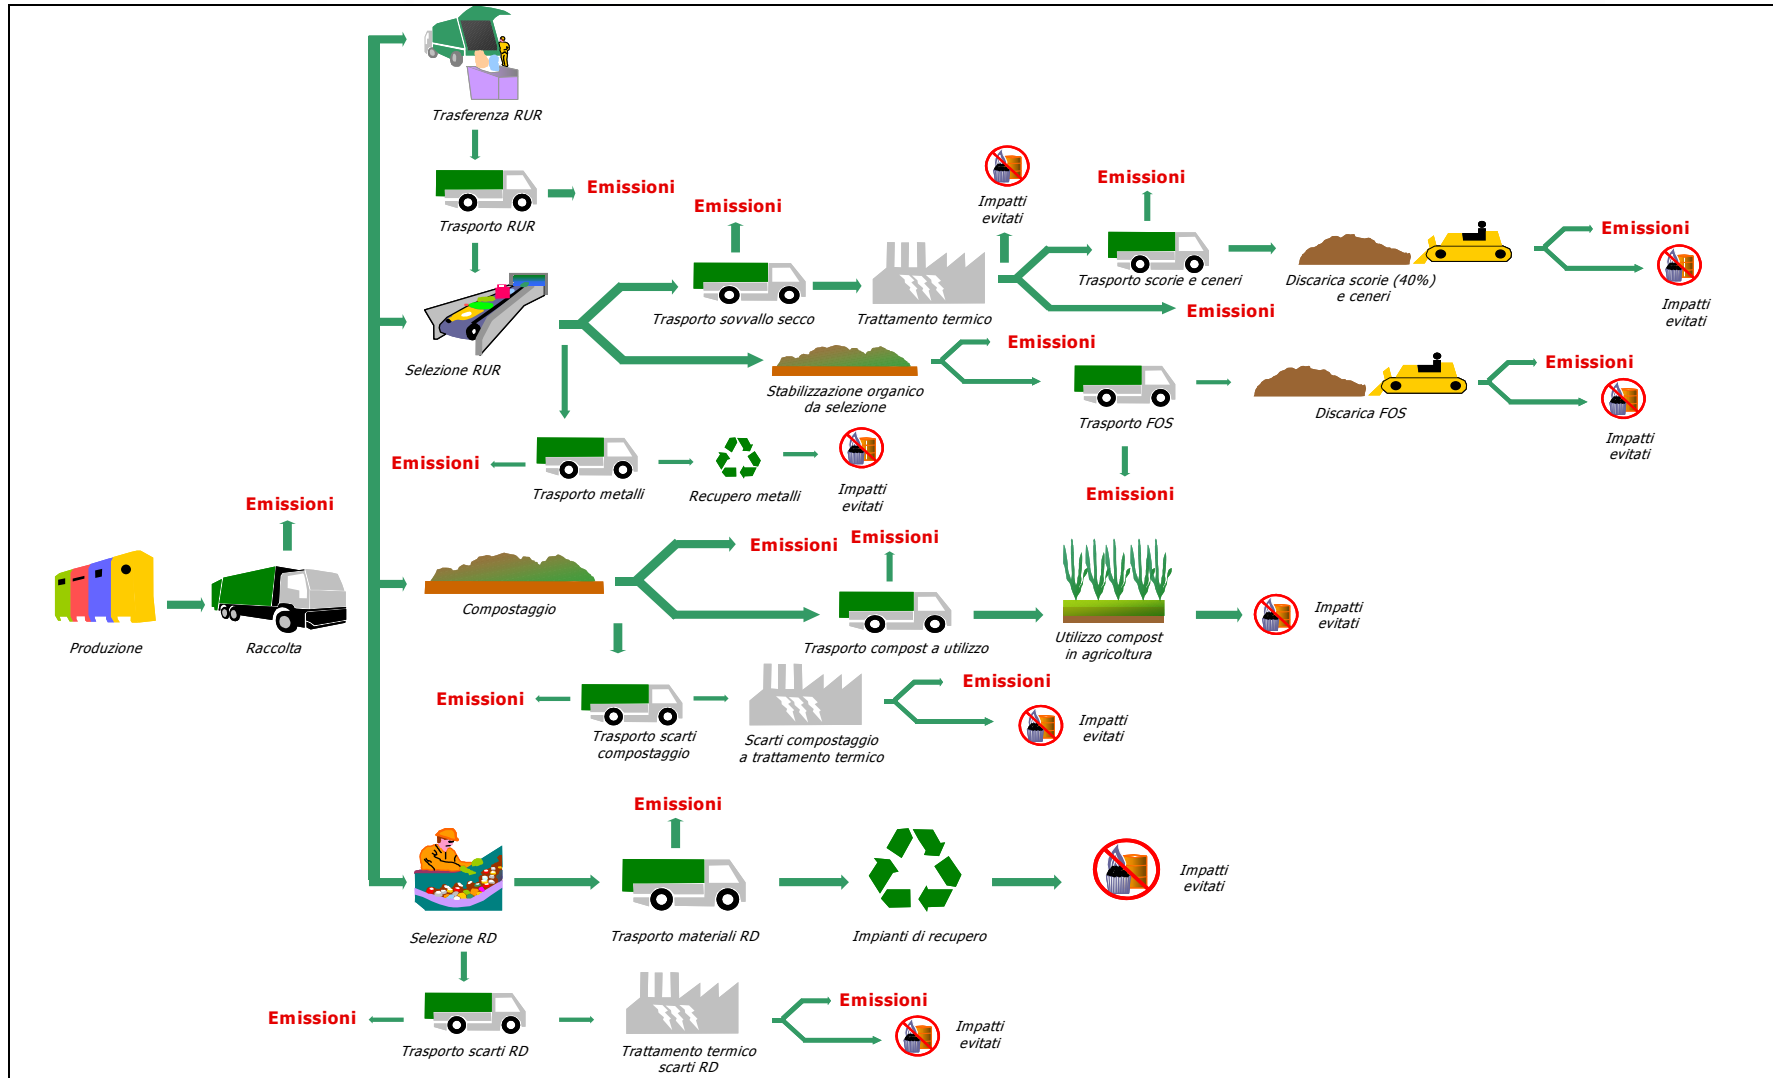 Trasferenza RUR
Emissioni
Trasporto RUR
Impatti
evitati
Emissioni
Emissioni
Trasporto sovvallo secco
Trattamento termico
Trasporto scorie e ceneri
Emissioni
Discarica scorie (40%)
e ceneri
Emissioni
Impatti
evitati
Selezione RUR
Stabilizzazione organico
da selezione
Emissioni
Trasporto FOS
Emissioni
Discarica FOS
Emissioni
Impatti
evitati
Emissioni
Trasporto metalli
Recupero metalli
Impatti
evitati
Emissioni
Produzione
Raccolta
Compostaggio
Emissioni
Emissioni
Trasporto compost a utilizzo
Utilizzo compost
in agricoltura
Impatti
evitati
Emissioni
Trasporto scarti
compostaggio
Scarti compostaggio
a trattamento termico
Emissioni
Impatti
evitati
Emissioni
Selezione RD
Trasporto materiali RD
Impianti di recupero
Impatti
evitati
Emissioni
Trasporto scarti RD
Trattamento termico
scarti RD
Emissioni
Impatti
evitati